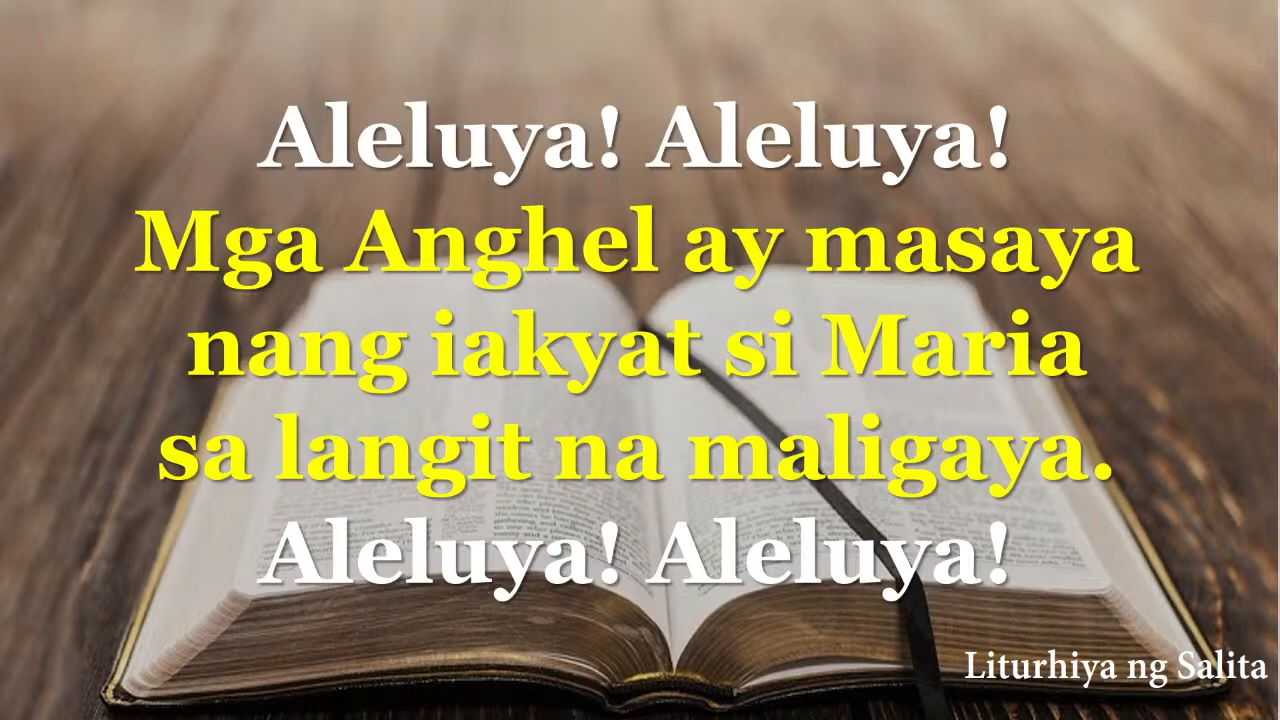 Aleluya! Aleluya!
Mga Anghel ay masaya
nang iakyat si Maria
sa langit na maligaya.
Aleluya! Aleluya!
Liturhiya ng Salita